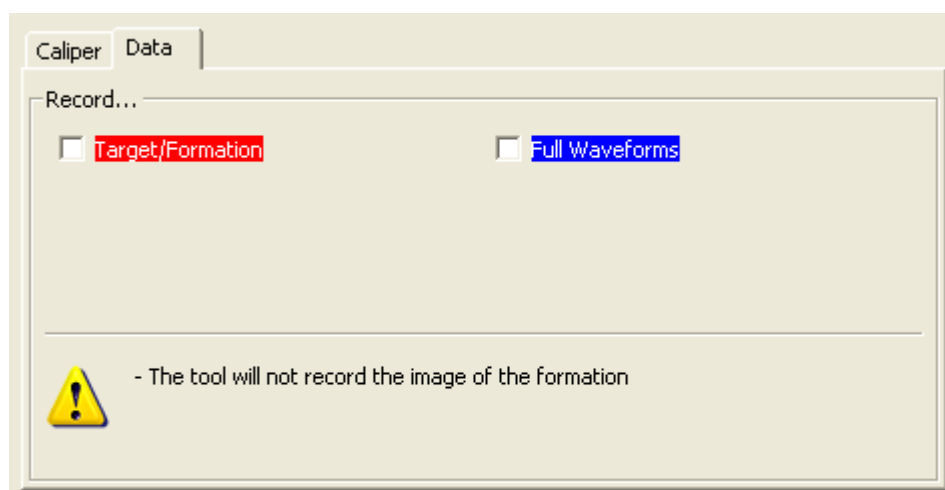 Caliper Data
Record...
Target/Formation Full Waveforms
- The tool will not record the image of the formation